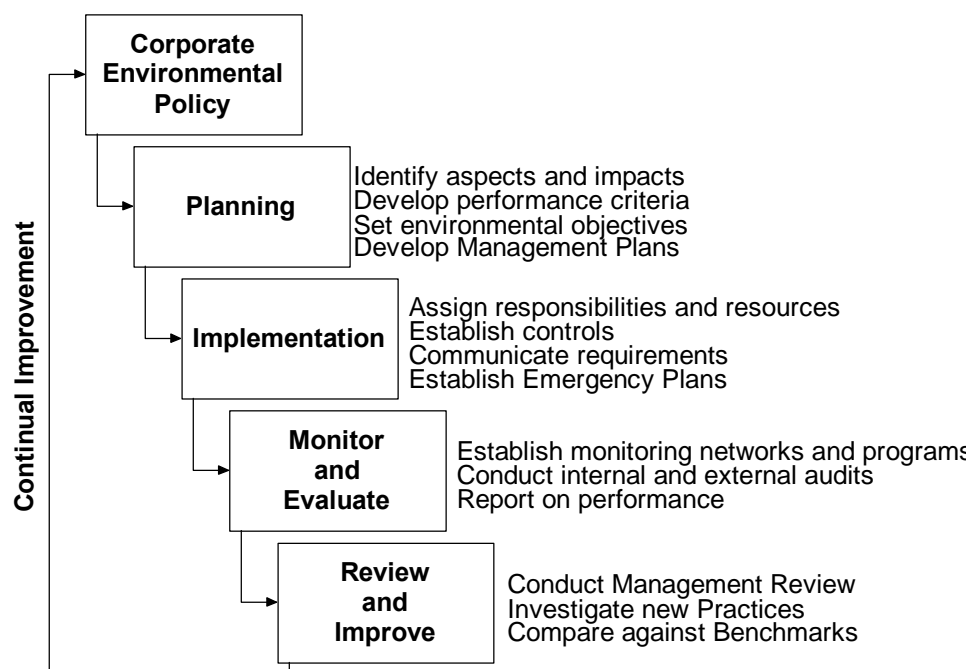 Corporate
Environmental
Policy
Planning
Identify aspects and impacts
Develop performance criteria
Set environmental objectives
Develop Management Plans
Implementation
Assign responsibilities and resources
Establish controls
Communicate requirements
Establish Emergency Plans
Monitor
and
Evaluate
Establish monitoring networks and programs
Conduct internal and external audits
Report on performance
Review
and
Improve
Conduct Management Review
Investigate new Practices
Compare against Benchmarks
Continual Improvement